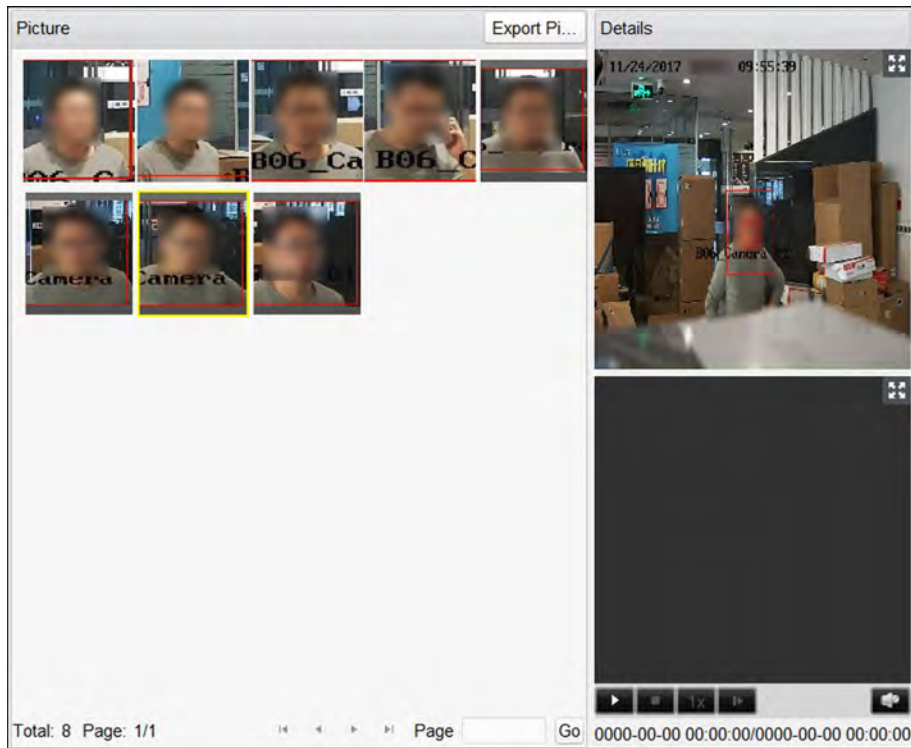 Picture
Export Pi...
Details
11/24/2017 09:55:39
B06_Ca
B06_C
B06_Camera
Camera
Camera
1x
Total: 8 Page: 1/1
Page
Go
0000-00-00 00:00:00/0000-00-00 00:00:00